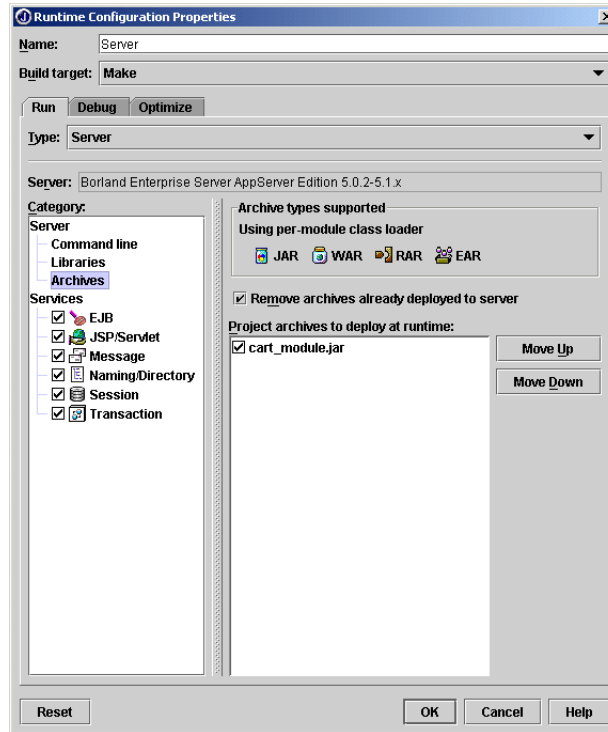 Runtime Configuration Properties
Name: Server
Build target: Make
Run Debug Optimize
Type: Server
Server: Borland Enterprise Server AppServer Edition 5.0.2-5.1.x
Category:
Server
Command line
Libraries
Archives
Services
EJB
JSP/Servlet
Message
Naming/Directory
Session
Transaction
Archive types supported
Using per-module class loader
JAR WAR RAR EAR
Remove archives already deployed to server
Project archives to deploy at runtime:
cart_module.jar
Move Up
Move Down
Reset OK Cancel Help